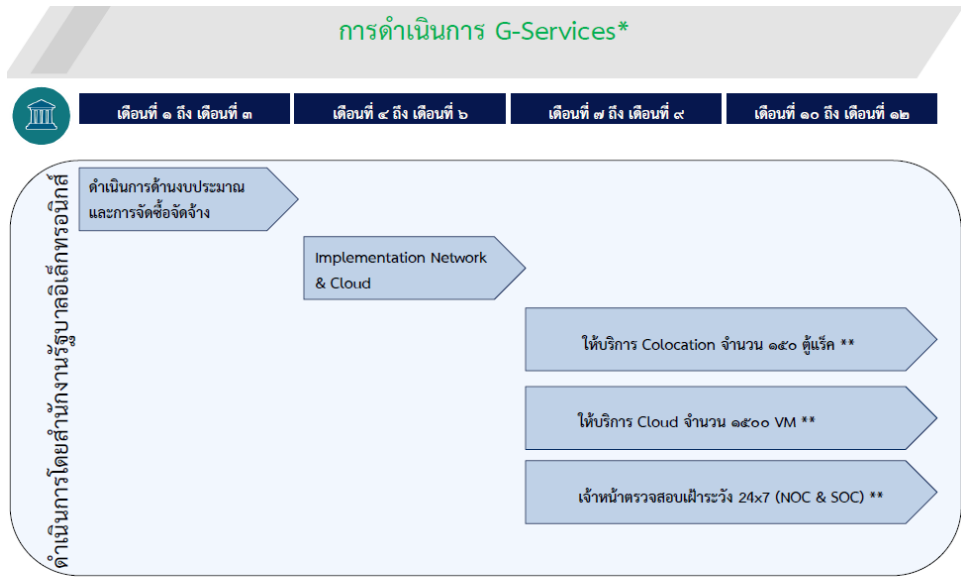 การดำเนินการ G-Services*
เดือนที่ ๑ ถึง เดือนที่ ๓
เดือนที่ ๔ ถึง เดือนที่ ๖
เดือนที่ ๗ ถึง เดือนที่ ๙
เดือนที่ ๑๐ ถึง เดือนที่ ๑๒
ดำเนินการโดยสำนักงานรัฐบาลอิเล็กทรอนิกส์
ดำเนินการด้านงบประมาณ
และการจัดซื้อจัดจ้าง
Implementation Network
& Cloud
ให้บริการ Colocation จำนวน ๑๕๐ ตู้แร็ค **
ให้บริการ Cloud จำนวน ๑๕๐๐ VM **
เจ้าหน้าตรวจสอบเฝ้าระวัง 24x7 (NOC & SOC) **